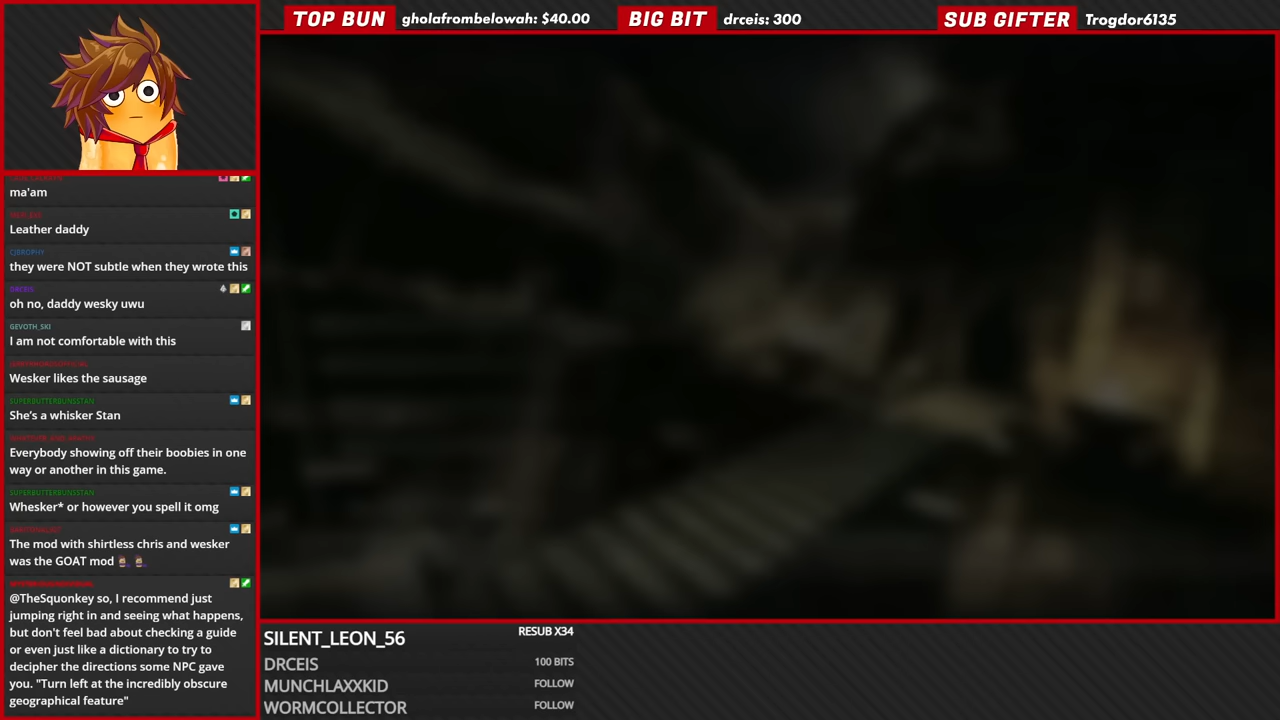 TOP BUN gholafrombelowah: $40.00 BIG BIT drceis: 300 SUB GIFTER Trogdor6135
ma'am
Leather daddy
CJBROPHY
they were NOT subtle when they wrote this
DRCEIS
oh no, daddy wesky uwu
GEVOTH_SKI
I am not comfortable with this
Wesker likes the sausage
SUPERBUTTERBUNSSTAN
She's a whisker Stan
Everybody showing off their boobies in one
way or another in this game.
SUPERBUTTERBUNSSTAN
Whesker* or however you spell it omg
The mod with shirtless chris and wesker
was the GOAT mod
@TheSquonkey so, I recommend just
jumping right in and seeing what happens,
but don't feel bad about checking a guide
or even just like a dictionary to try to
decipher the directions some NPC gave
you. "Turn left at the incredibly obscure
geographical feature"
SILENT_LEON_56 RESUB X34
DRCEIS 100 BITS
MUNCHLAXXKID FOLLOW
WORMCOLLECTOR FOLLOW